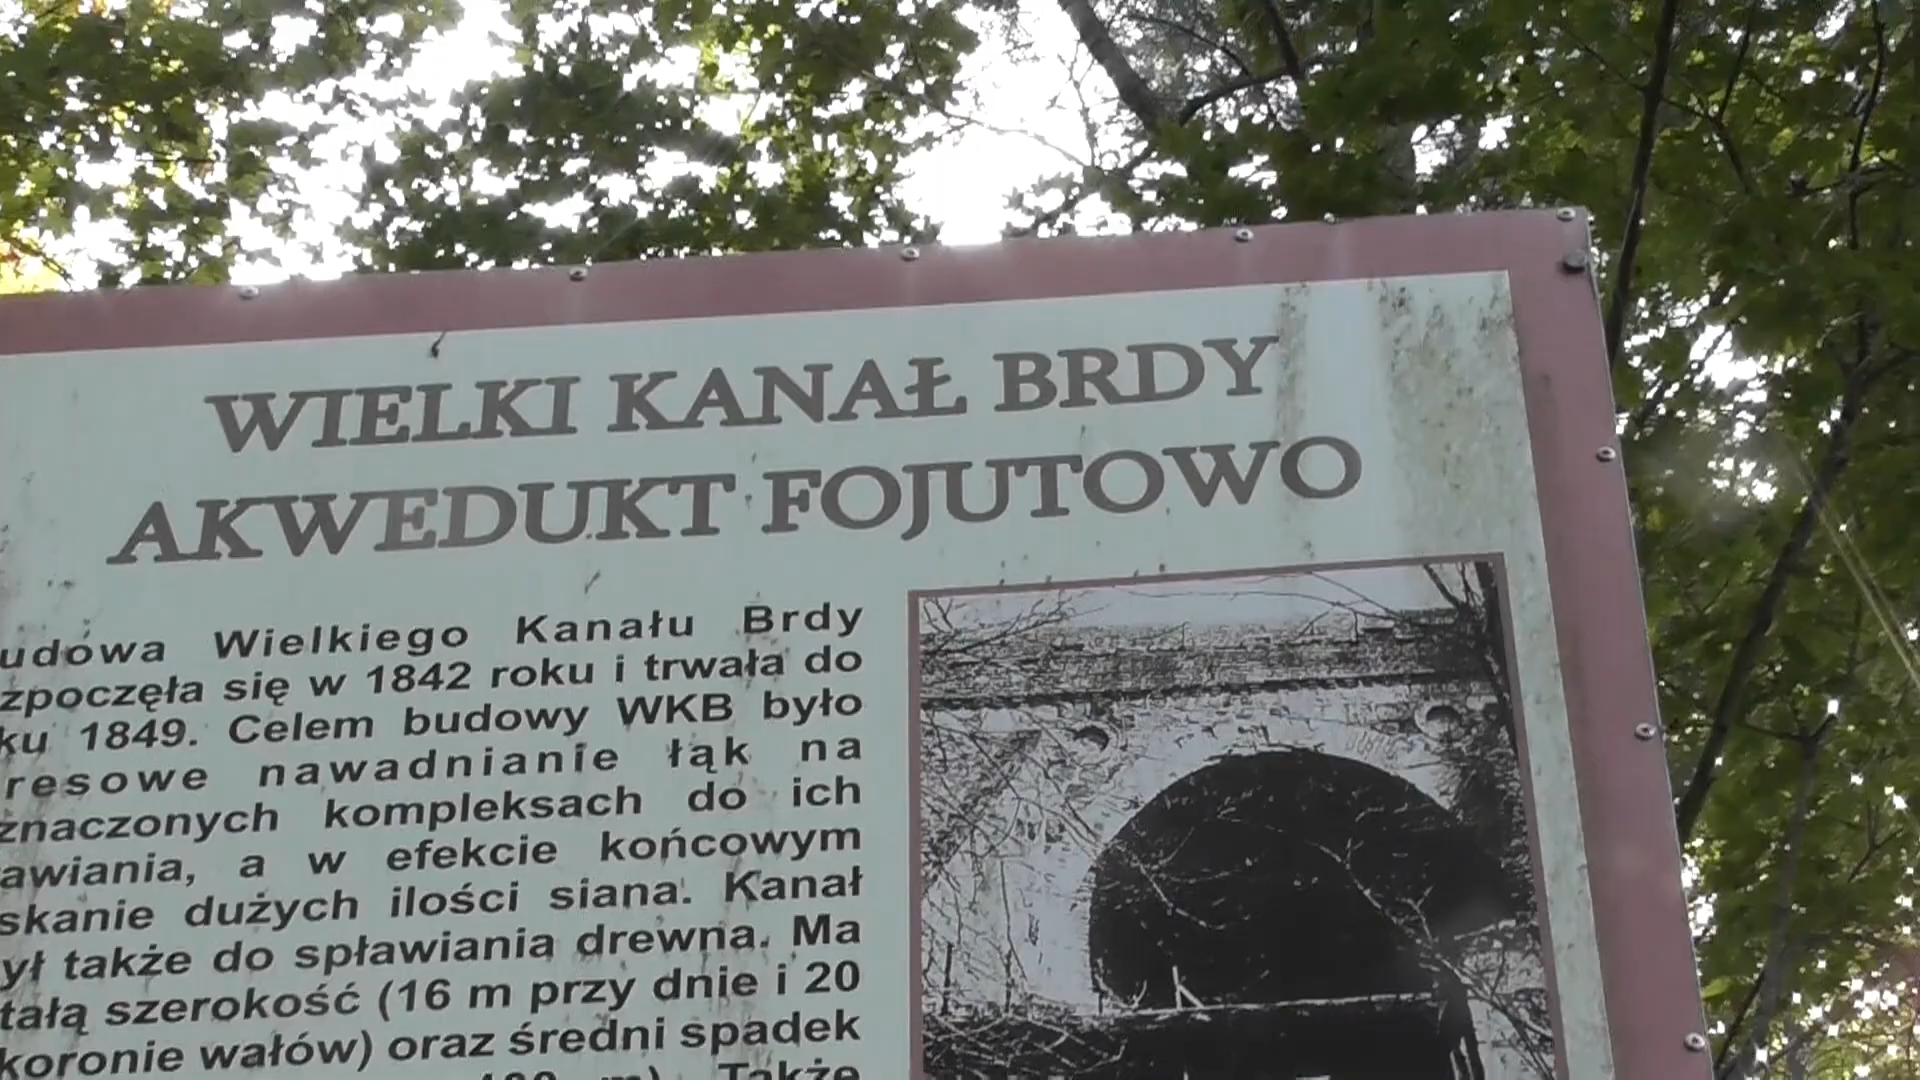 WIELKI KANAŁ BRDY
AKWEDUKT FOJUTOWO
udowa Wielkiego Kanału Brdy
zpoczęła się w 1842 roku i trwała do
ku 1849. Celem budowy WKB było
resowe nawadnianie łąk na
znaczonych kompleksach do ich
awiania, a w efekcie końcowym
skanie dużych ilości siana. Kanał
ył także do spławiania drewna. Ma
tałą szerokość (16 m przy dnie i 20
koronie wałów) oraz średni spadek
m). Także